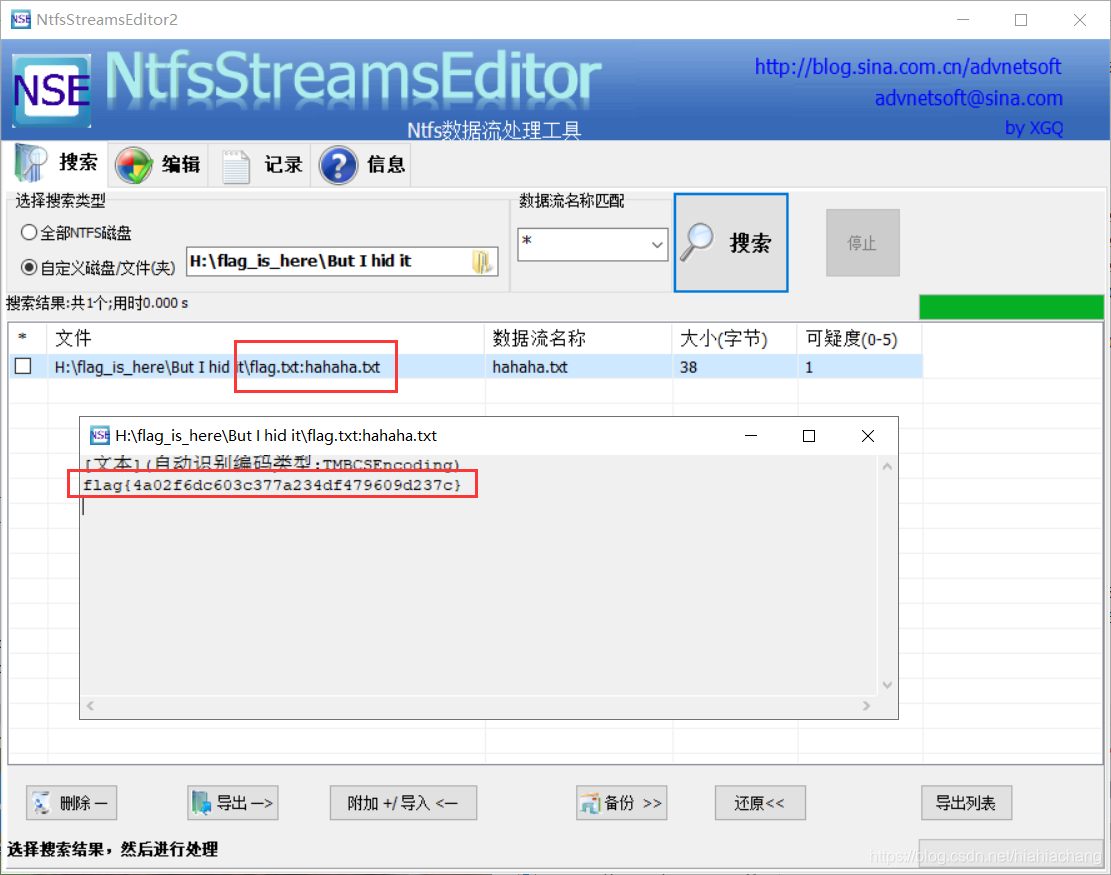 NSE NtfsStreamsEditor2
NSE NtfsStreamsEditor
Ntfs数据流处理工具
http://blog.sina.com.cn/advnetsoft
advnetsoft@sina.com
by XGQ
搜索 编辑 记录 信息
选择搜索类型
全部NTFS磁盘
自定义磁盘/文件(夹) H:\flag_is_here\But I hid it
数据流名称匹配
*
搜索
停止
搜索结果:共1个;用时0.000 s
* 文件 数据流名称 大小(字节) 可疑度(0-5)
H:\flag_is_here\But I hid it\flag.txt:hahaha.txt hahaha.txt 38 1
NSE H:\flag_is_here\But I hid it\flag.txt:hahaha.txt
[文本](自动识别编码类型:TMBCSEncoding)
flag{4a02f6dc603c377a234df479609d237c}
删除 — 导出 —> 附加 +/导入 <— 备份 >> 还原<< 导出列表
选择搜索结果，然后进行处理
https://blog.csdn.net/hiahiachang